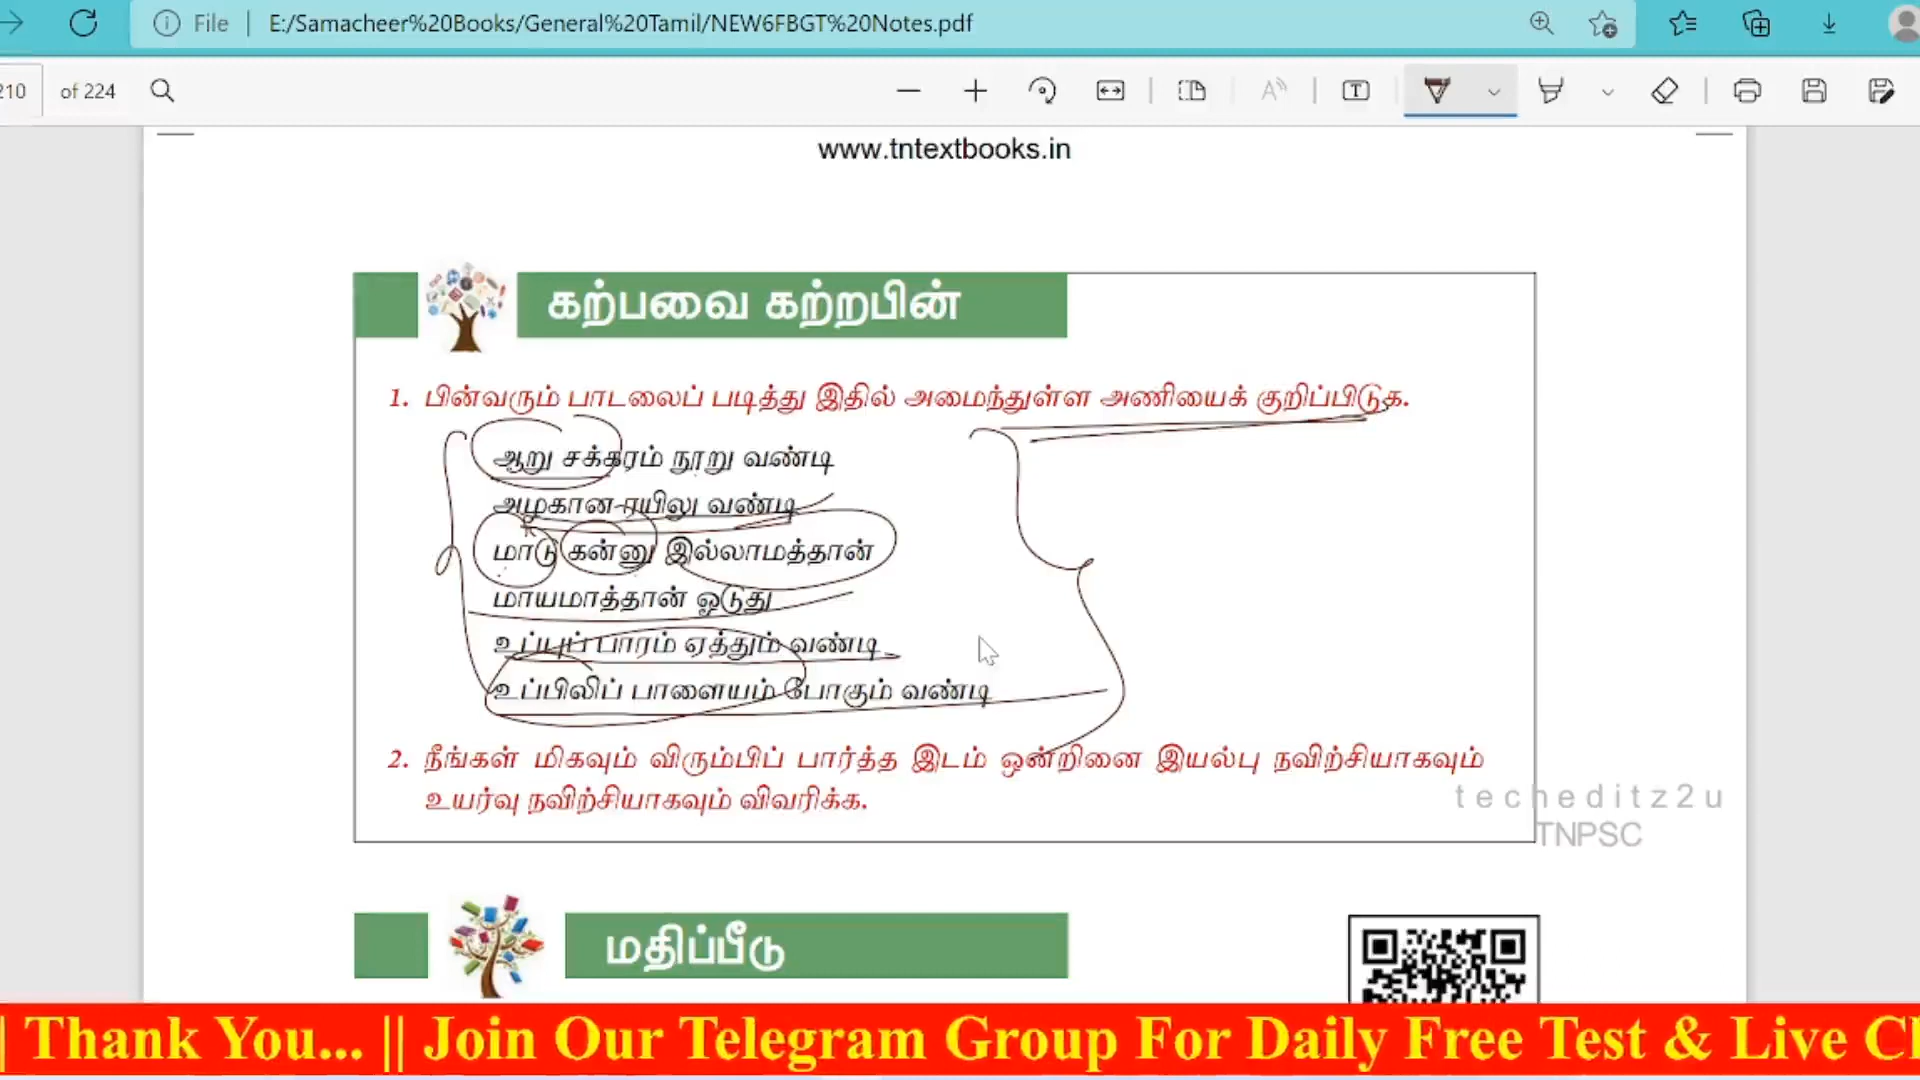 File | E:/Samacheer%20Books/General%20Tamil/NEW6FBGT%20Notes.pdf
210 of 224
www.tntextbooks.in
கற்பவை கற்றபின்
1. பின்வரும் பாடலைப் படித்து இதில் அமைந்துள்ள அணியைக் குறிப்பிடுக.
ஆறு சக்கரம் நூறு வண்டி
அழகான ரயிலு வண்டி
மாடு கன்னு இல்லாமத்தான்
மாயமாத்தான் ஓடுது
உப்புப் பாரம் ஏத்தும் வண்டி
உப்பிலிப் பாளையம் போகும் வண்டி
2. நீங்கள் மிகவும் விரும்பிப் பார்த்த இடம் ஒன்றினை இயல்பு நவிற்சியாகவும்
உயர்வு நவிற்சியாகவும் விவரிக்க.
techeditz2u
TNPSC
மதிப்பீடு
| Thank You... || Join Our Telegram Group For Daily Free Test & Live Cl